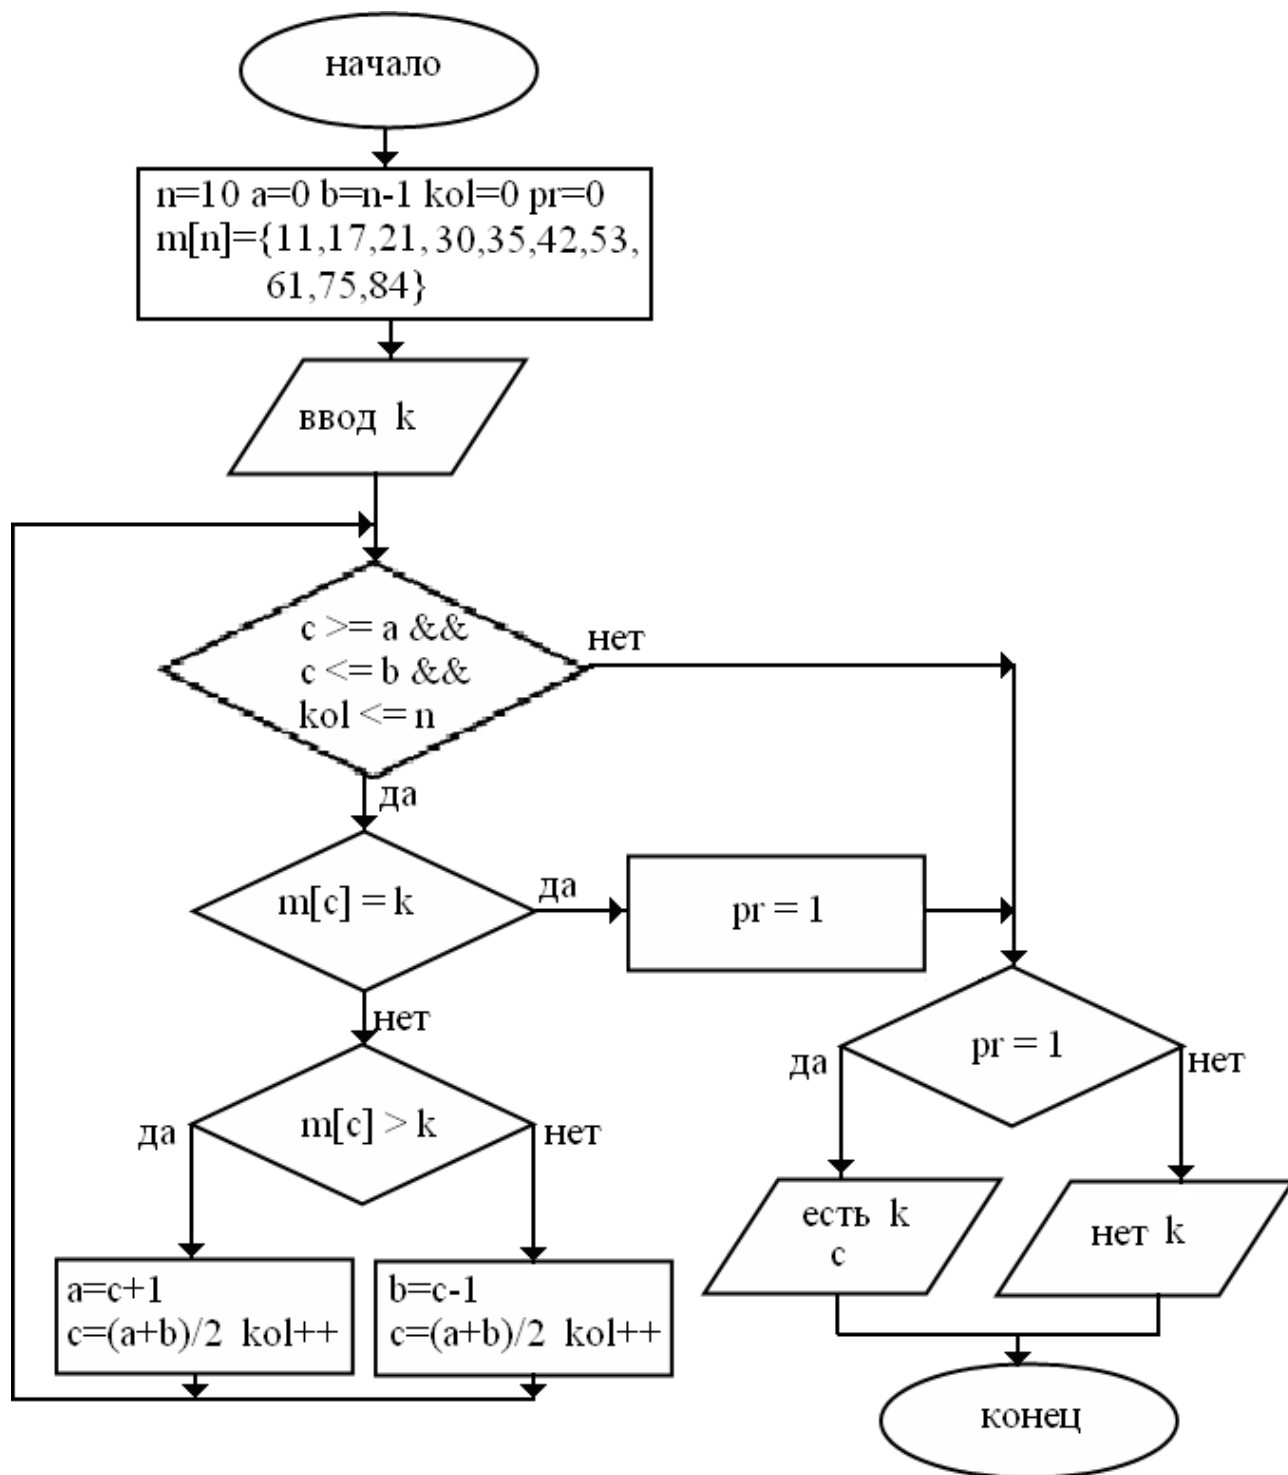 начало
n=10 a=0 b=n-1 kol=0 pr=0
m[n]={11,17,21, 30,35,42,53,
61,75,84}
ввод k
c >= a &&
c <= b &&
kol <= n
нет
да
m[c] = k
да
pr = 1
нет
m[c] > k
да
нет
a=c+1
c=(a+b)/2 kol++
b=c-1
c=(a+b)/2 kol++
pr = 1
да
нет
есть k
c
нет k
конец